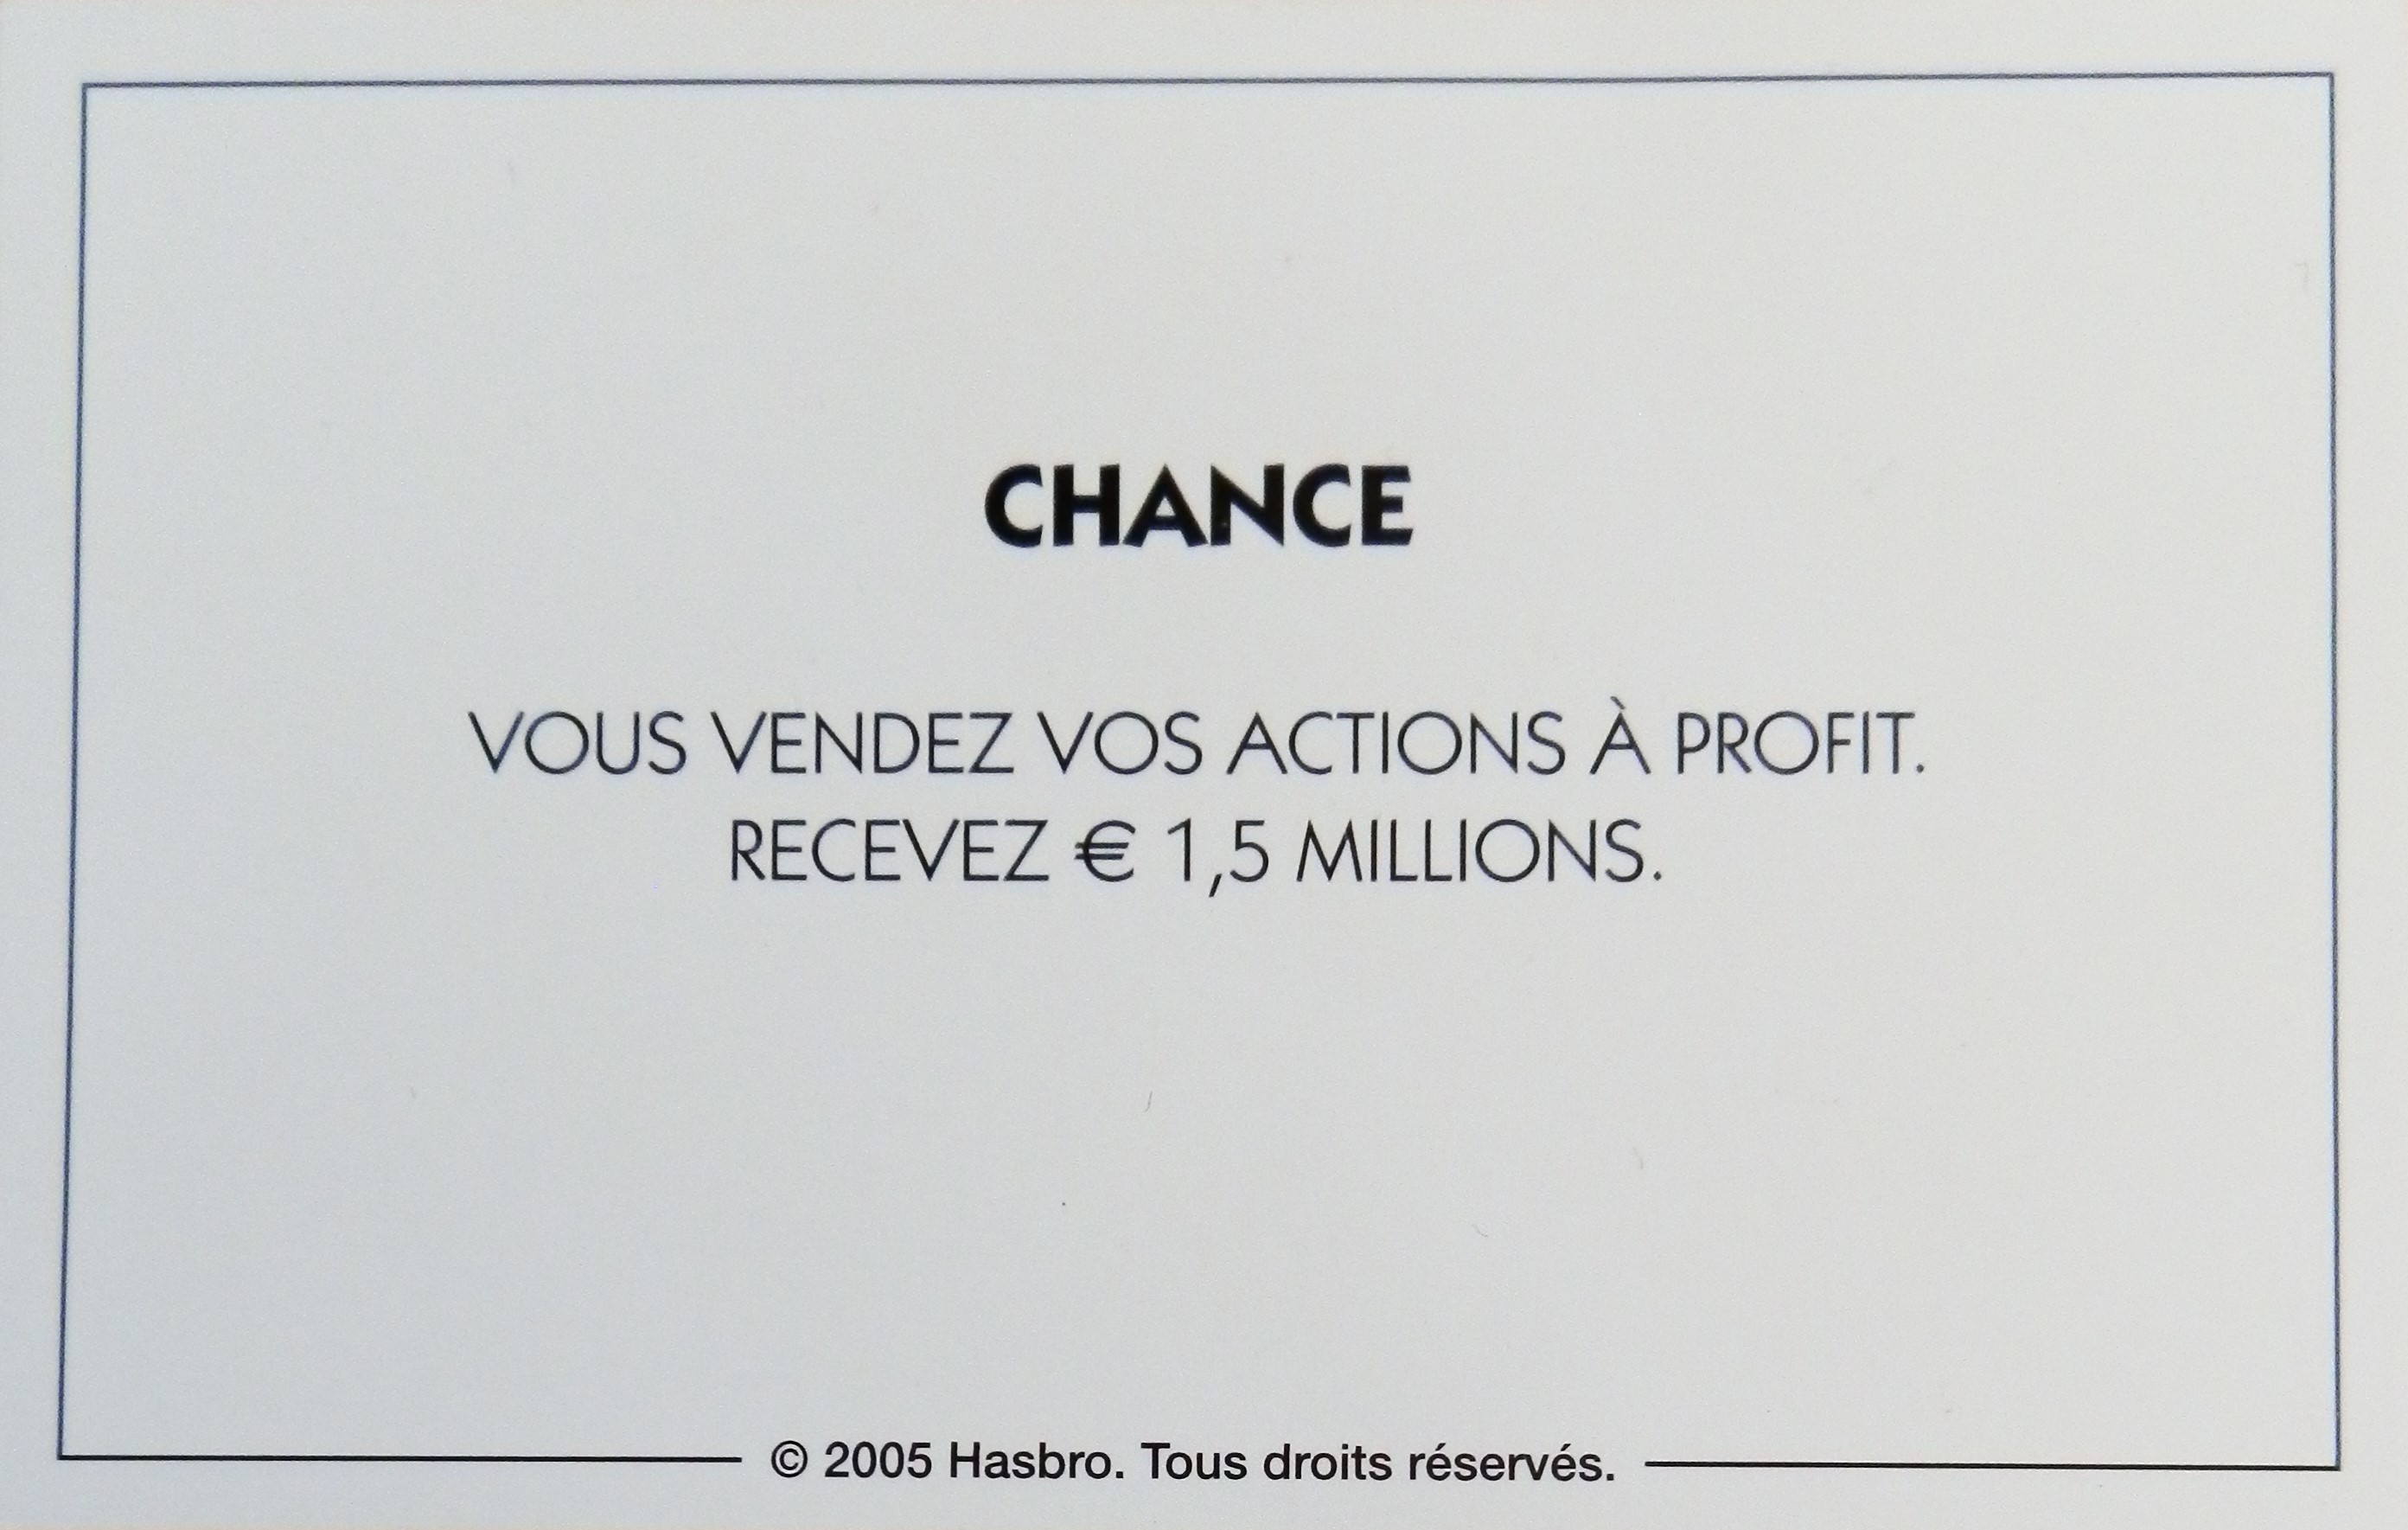 CHANCE
VOUS VENDEZ VOS ACTIONS À PROFIT.
RECEVEZ € 1,5 MILLIONS.
© 2005 Hasbro. Tous droits réservés.